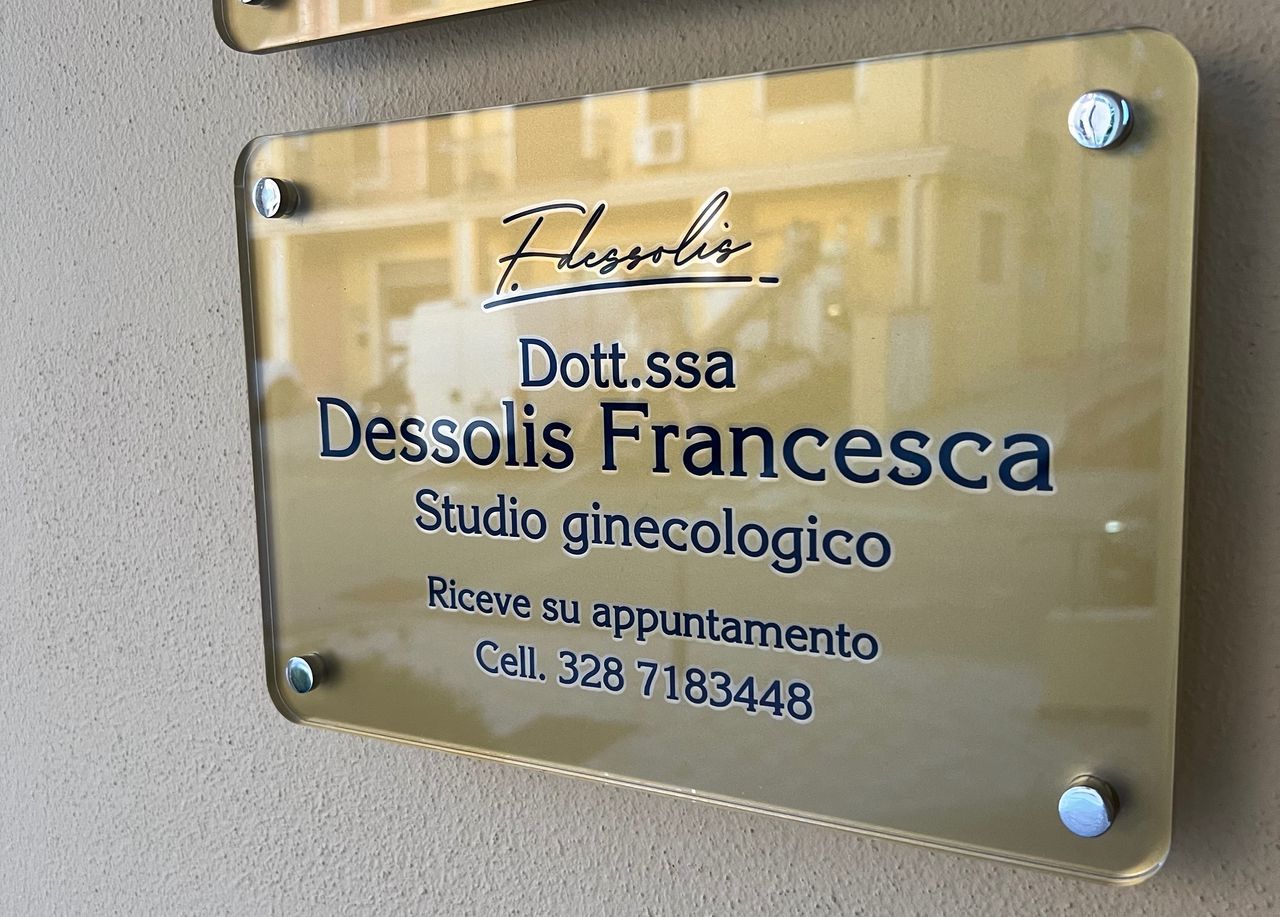 F.dessolis
Dott.ssa
Dessolis Francesca
Studio ginecologico
Riceve su appuntamento
Cell. 328 7183448